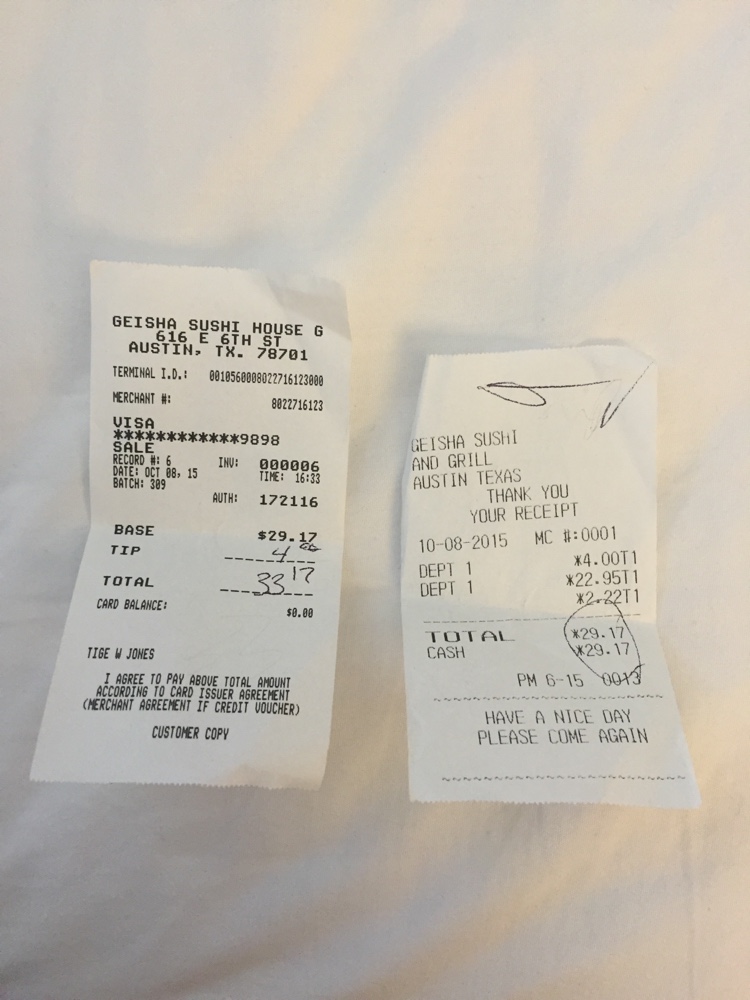 GEISHA SUSHI HOUSE G
616 E 6TH ST
AUSTIN, TX. 78701
TERMINAL I.D.: 0010560008022716123000
MERCHANT #: 8022716123
VISA
************9898
SALE
RECORD #: 6 INV: 000006
DATE: OCT 08, 15 TIME: 16:33
BATCH: 309
AUTH: 172116
BASE $29.17
TIP 4 00
TOTAL 33 17
CARD BALANCE: $0.00
TIGE W JONES
I AGREE TO PAY ABOVE TOTAL AMOUNT
ACCORDING TO CARD ISSUER AGREEMENT
(MERCHANT AGREEMENT IF CREDIT VOUCHER)
CUSTOMER COPY
GEISHA SUSHI
AND GRILL
AUSTIN TEXAS
THANK YOU
YOUR RECEIPT
10-08-2015 MC #:0001
DEPT 1 *4.00T1
DEPT 1 *22.95T1
*2.22T1
TOTAL *29.17
CASH *29.17
PM 6-15 0013
HAVE A NICE DAY
PLEASE COME AGAIN